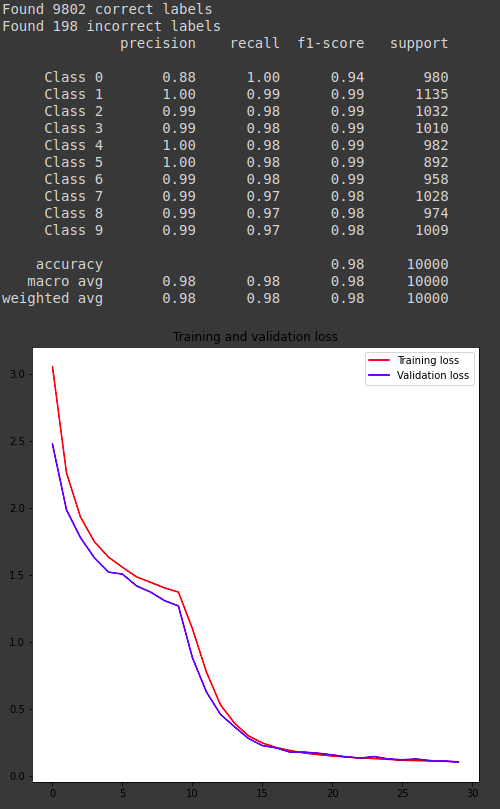 Found 9802 correct labels
Found 198 incorrect labels
precision recall f1-score support
Class 0 0.88 1.00 0.94 980
Class 1 1.00 0.99 0.99 1135
Class 2 0.99 0.98 0.99 1032
Class 3 0.99 0.98 0.99 1010
Class 4 1.00 0.98 0.99 982
Class 5 1.00 0.98 0.99 892
Class 6 0.99 0.98 0.99 958
Class 7 0.99 0.97 0.98 1028
Class 8 0.99 0.97 0.98 974
Class 9 0.99 0.97 0.98 1009
accuracy 0.98 10000
macro avg 0.98 0.98 0.98 10000
weighted avg 0.98 0.98 0.98 10000
Training and validation loss
Training loss
Validation loss
3.0
2.5
2.0
1.5
1.0
0.5
0.0
0 5 10 15 20 25 30